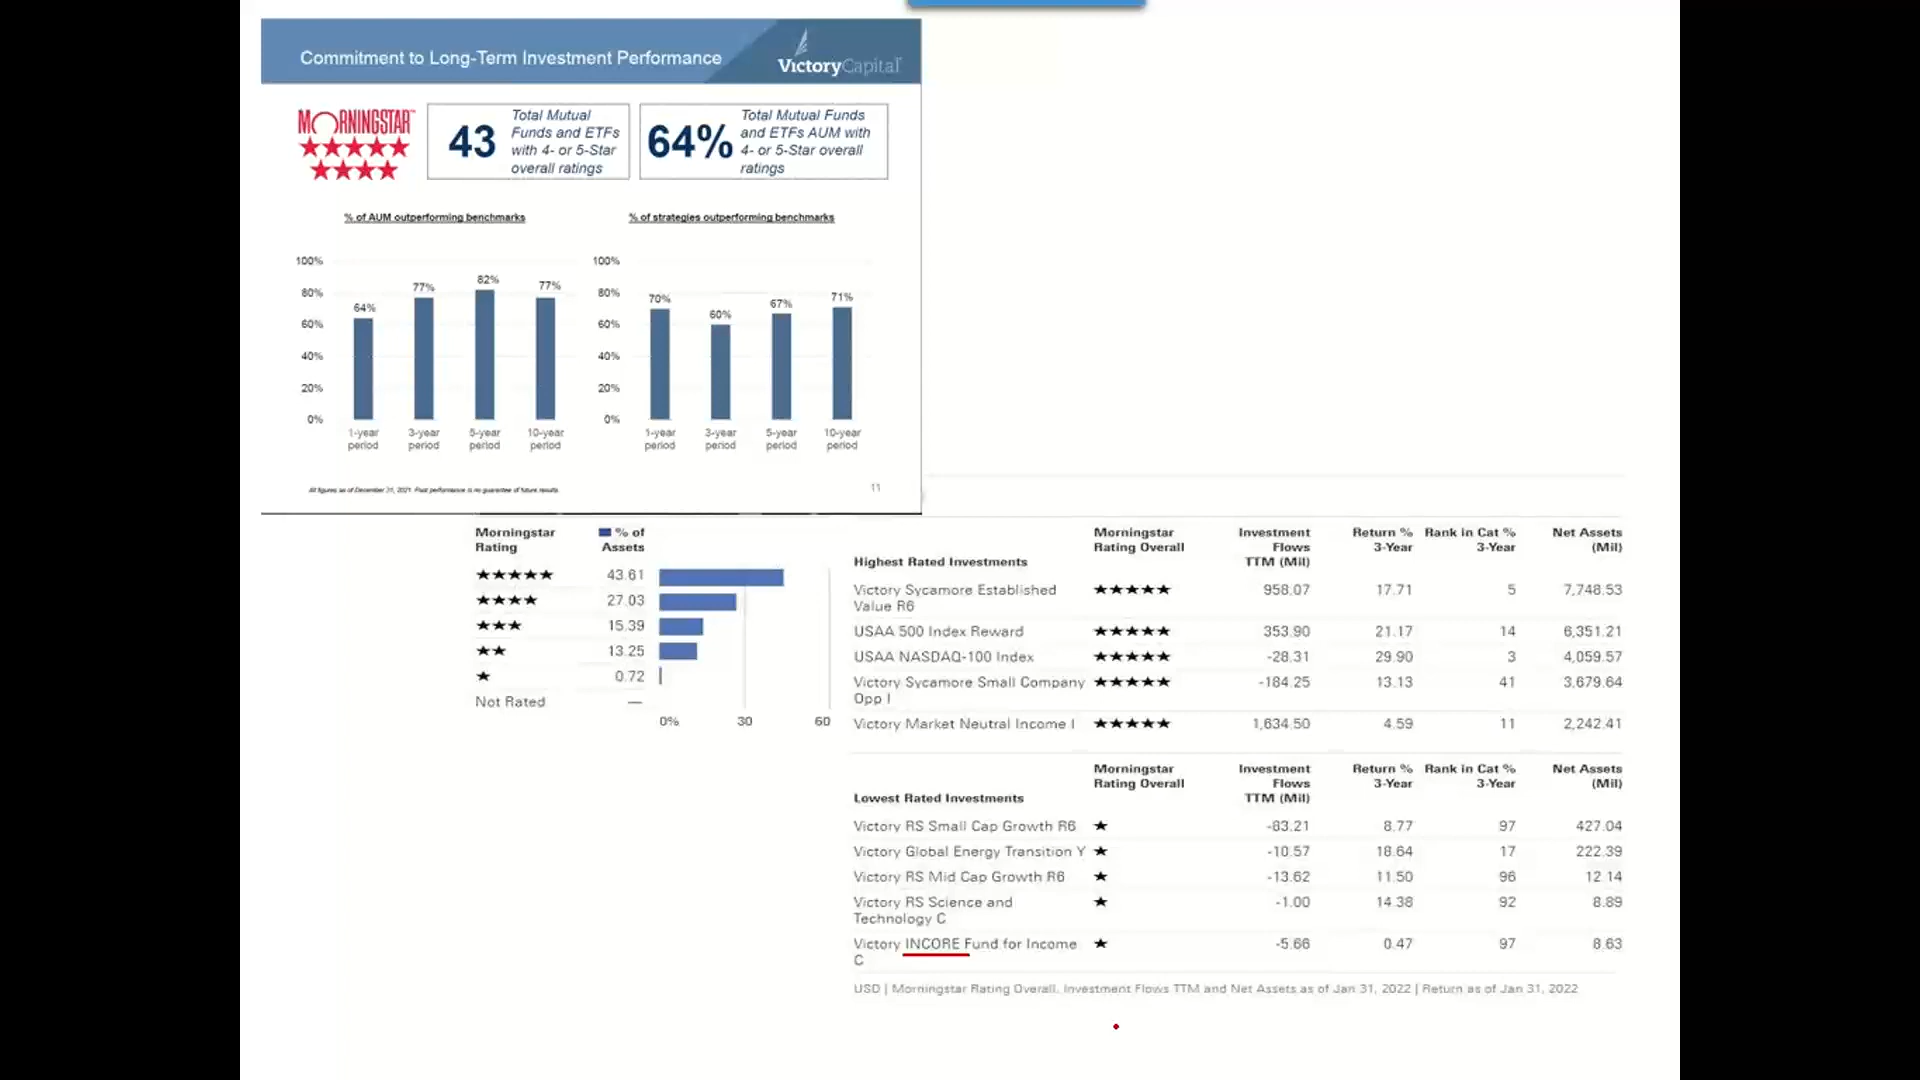 Commitment to Long-Term Investment Performance
VictoryCapital
MORNINGSTAR
★★★★★
★★★★
43
Total Mutual
Funds and ETFs
with 4- or 5-Star
overall ratings
64%
Total Mutual Funds
and ETFs AUM with
4- or 5-Star overall
ratings
% of AUM outperforming benchmarks
100%
80%
60%
40%
20%
0%
64%
77%
82%
77%
1-year period
3-year period
5-year period
10-year period
% of strategies outperforming benchmarks
100%
80%
60%
40%
20%
0%
70%
60%
67%
71%
1-year period
3-year period
5-year period
10-year period
All figures as of December 31, 2021. Past performance is no guarantee of future results.
11
Morningstar Rating % of Assets
★★★★★ 43.61
★★★★ 27.03
★★★ 15.39
★★ 13.25
★ 0.72
Not Rated —
0% 30 60
Highest Rated Investments Morningstar Rating Overall Investment Flows TTM (Mil) Return % 3-Year Rank in Cat % 3-Year Net Assets (Mil)
Victory Sycamore Established Value R6 ★★★★★ 958.07 17.71 5 7,748.53
USAA 500 Index Reward ★★★★★ 353.90 21.17 14 6,351.21
USAA NASDAQ-100 Index ★★★★★ -28.31 29.90 3 4,059.57
Victory Sycamore Small Company Opp I ★★★★★ -184.25 13.13 41 3,679.64
Victory Market Neutral Income I ★★★★★ 1,634.50 4.59 11 2,242.41
Lowest Rated Investments Morningstar Rating Overall Investment Flows TTM (Mil) Return % 3-Year Rank in Cat % 3-Year Net Assets (Mil)
Victory RS Small Cap Growth R6 ★ -83.21 8.77 97 427.04
Victory Global Energy Transition Y ★ -10.57 18.64 17 222.39
Victory RS Mid Cap Growth R6 ★ -13.62 11.50 96 12.14
Victory RS Science and Technology C ★ -1.00 14.38 92 8.89
Victory INCORE Fund for Income C ★ -5.66 0.47 97 8.63
USD | Morningstar Rating Overall, Investment Flows TTM and Net Assets as of Jan 31, 2022 | Return as of Jan 31, 2022